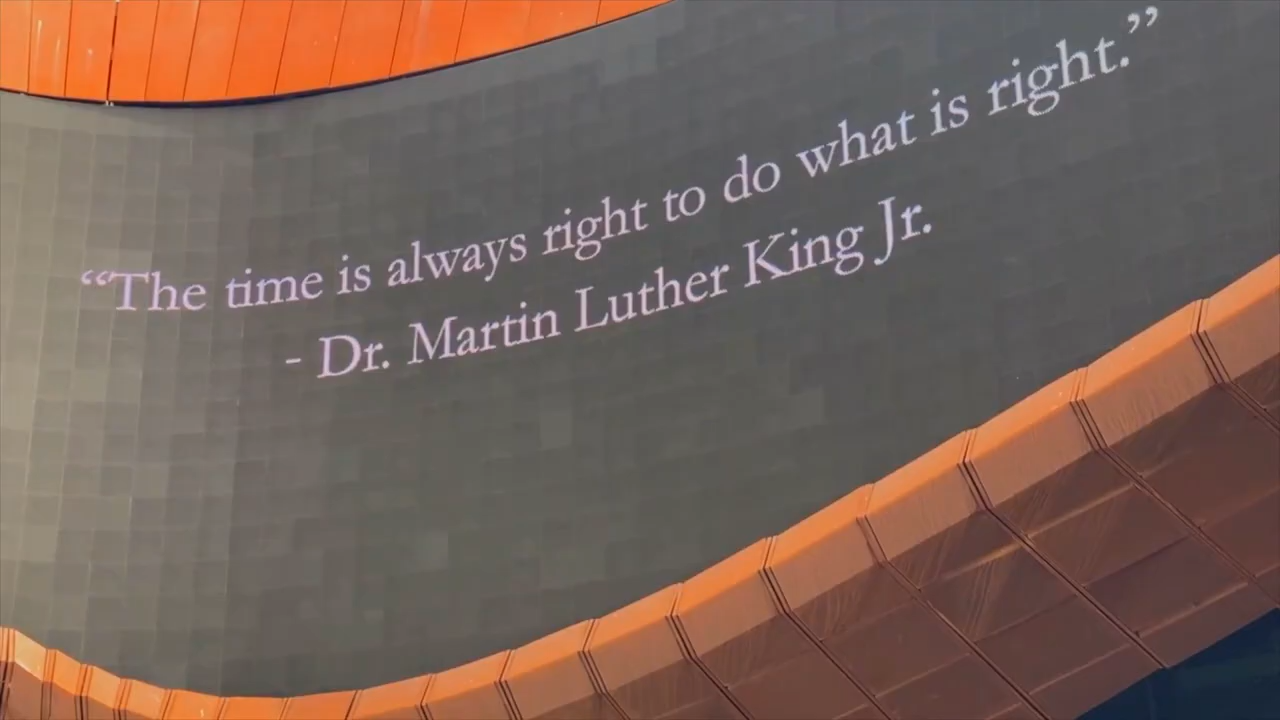 “The time is always right to do what is right.”
- Dr. Martin Luther King Jr.